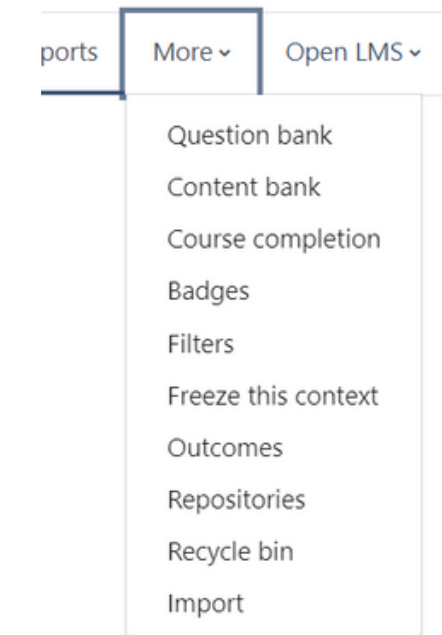 ports More Open LMS
Question bank
Content bank
Course completion
Badges
Filters
Freeze this context
Outcomes
Repositories
Recycle bin
Import